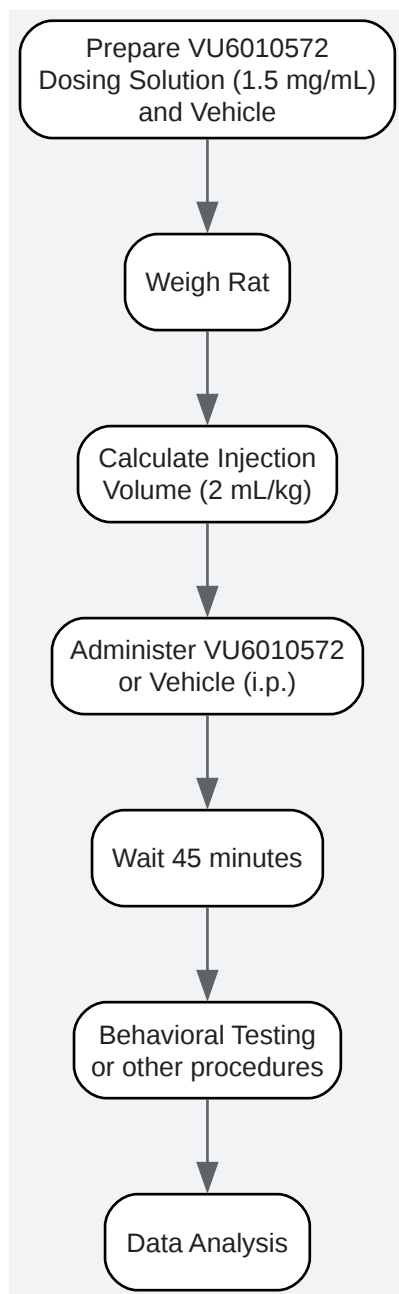 Prepare VU6010572
Dosing Solution (1.5 mg/mL)
and Vehicle
Weigh Rat
Calculate Injection
Volume (2 mL/kg)
Administer VU6010572
or Vehicle (i.p.)
Wait 45 minutes
Behavioral Testing
or other procedures
Data Analysis